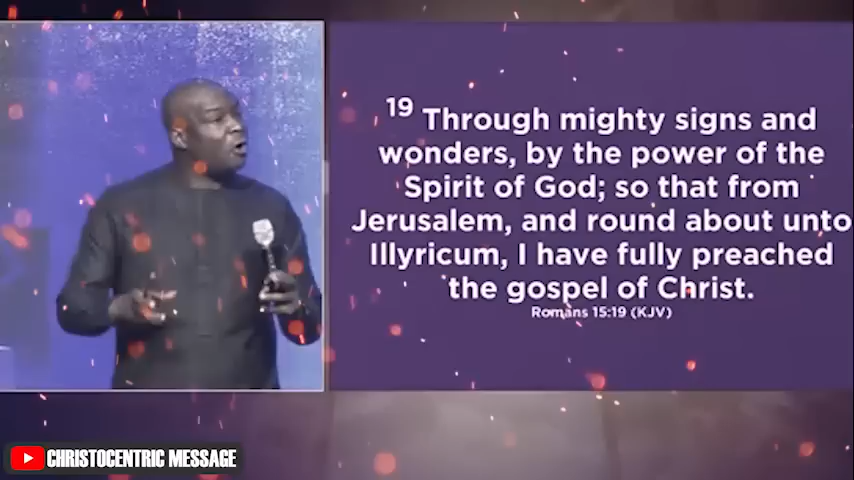 19 Through mighty signs and
wonders, by the power of the
Spirit of God; so that from
Jerusalem, and round about unto
Illyricum, I have fully preached
the gospel of Christ.
Romans 15:19 (KJV)
CHRISTOCENTRIC MESSAGE